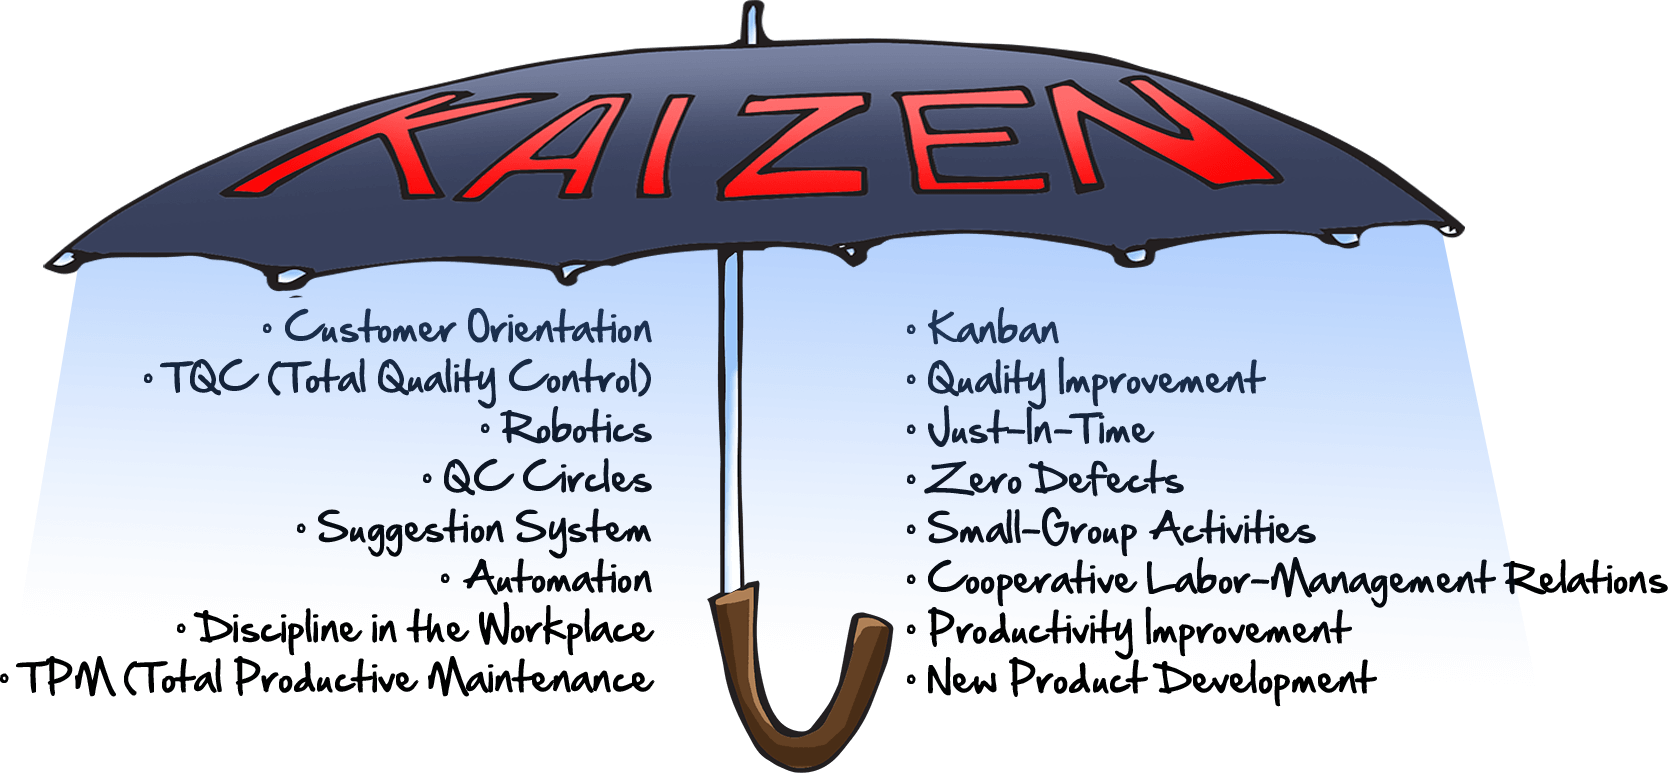 KAIZEN
• Customer Orientation
• TQC (Total Quality Control)
• Robotics
• QC Circles
• Suggestion System
• Automation
• Discipline in the Workplace
• TPM (Total Productive Maintenance
• Kanban
• Quality Improvement
• Just-In-Time
• Zero Defects
• Small-Group Activities
• Cooperative Labor-Management Relations
• Productivity Improvement
• New Product Development